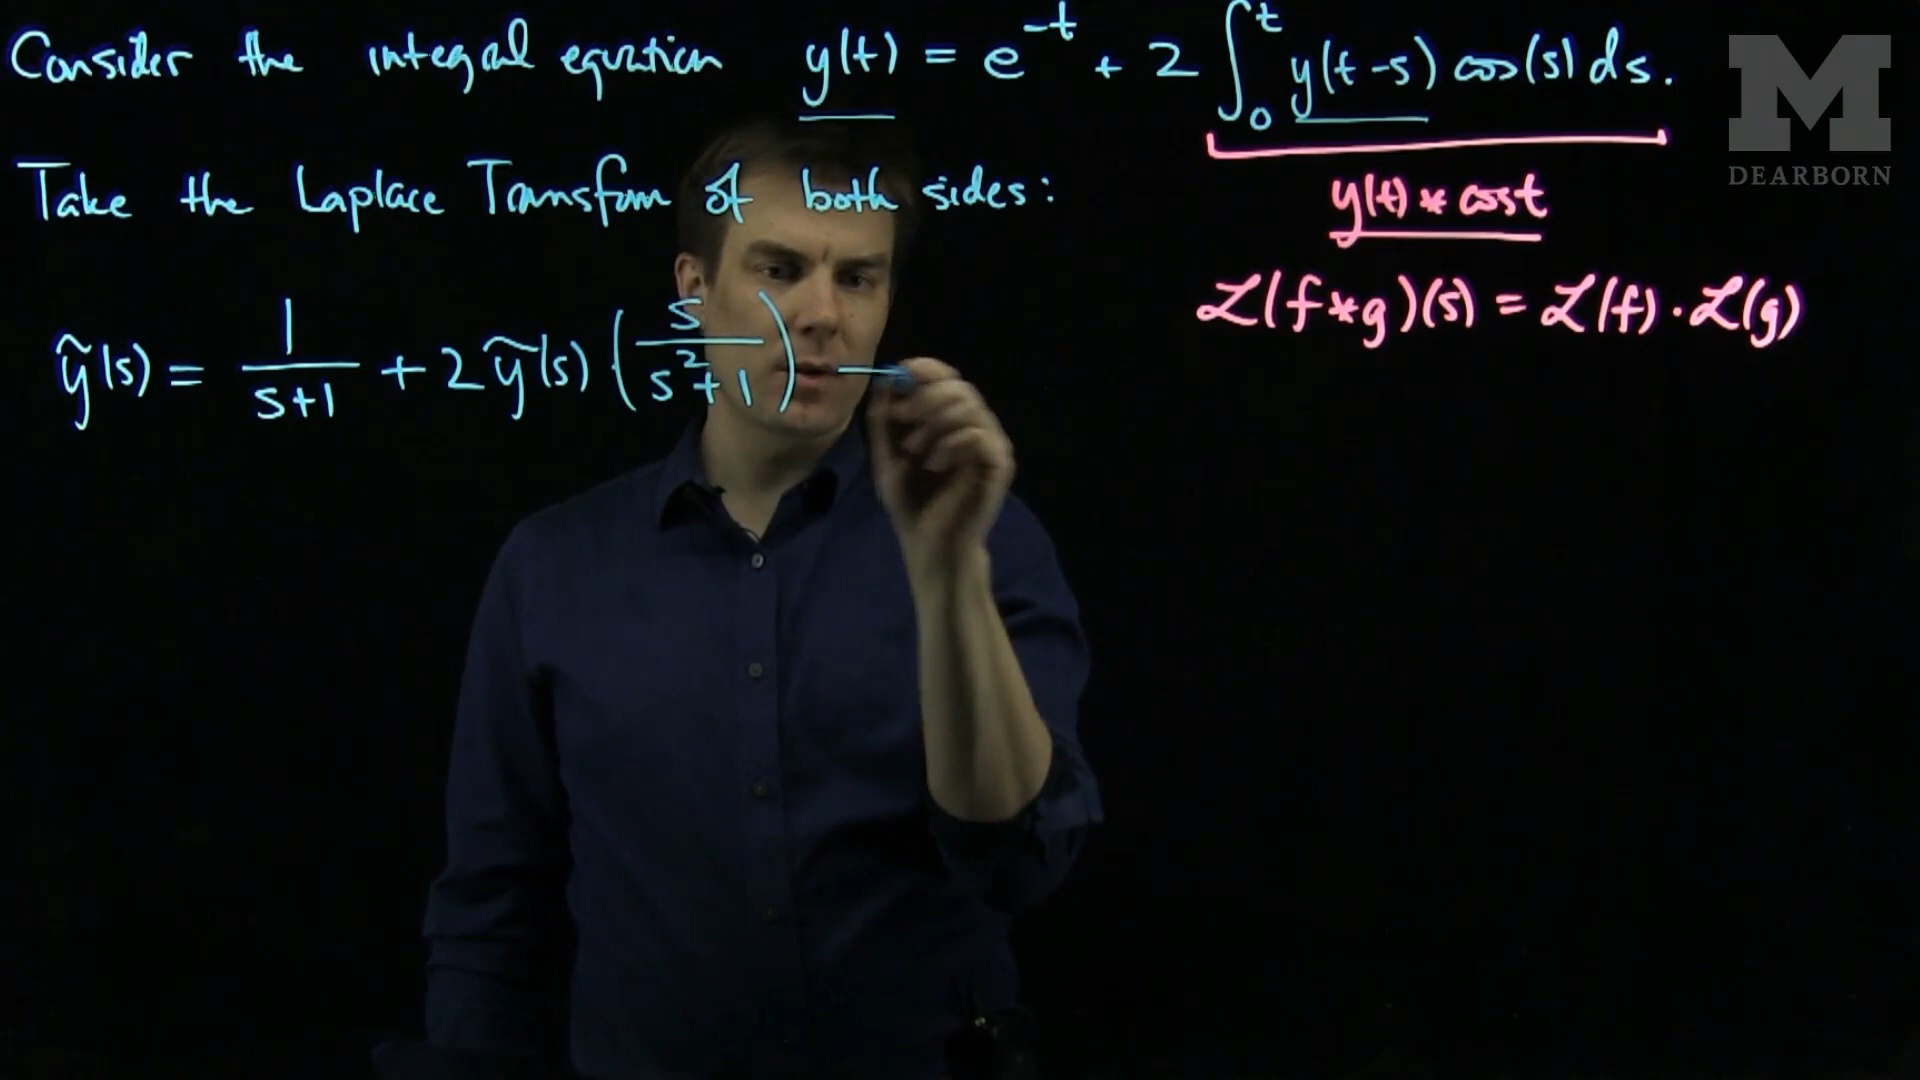 Consider the integral equation y(t) = e^{-t} + 2 ∫_0^t y(t-s) cos(s) ds.
M
DEARBORN
Take the Laplace Transform of both sides:
y(t) * cos t
ℒ(f*g)(s) = ℒ(f) · ℒ(g)
ỹ(s) = 1/(s+1) + 2 ỹ(s) (s/(s²+1))